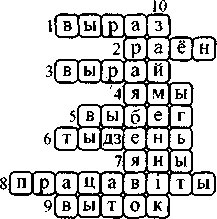 10
1 выраз
2 раён
3 вырай
4 ямы
5 выбег
6 тыдзень
7 яны
8 працавіты
9 выток